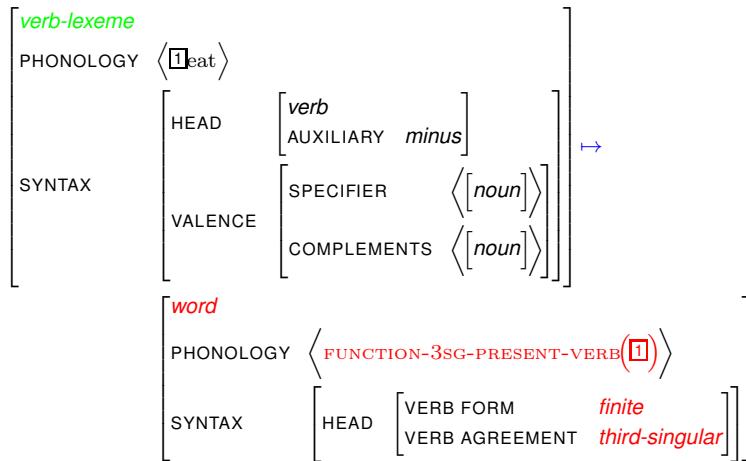 verb-lexeme
PHONOLOGY ⟨[1]eat⟩
HEAD [verb
AUXILIARY minus]
↦
SYNTAX
SPECIFIER ⟨[noun]⟩
VALENCE
COMPLEMENTS ⟨[noun]⟩
word
PHONOLOGY ⟨FUNCTION-3SG-PRESENT-VERB([1])⟩
VERB FORM finite
SYNTAX [HEAD
VERB AGREEMENT third-singular]